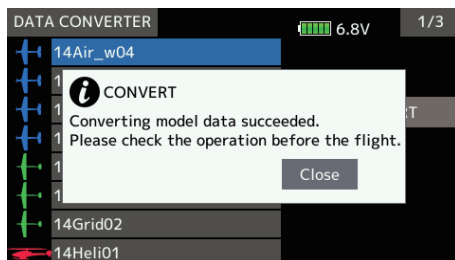 DATA CONVERTER
6.8V
1/3
14Air_w04
CONVERT
Converting model data succeeded.
Please check the operation before the flight.
Close
14Grid02
14Heli01